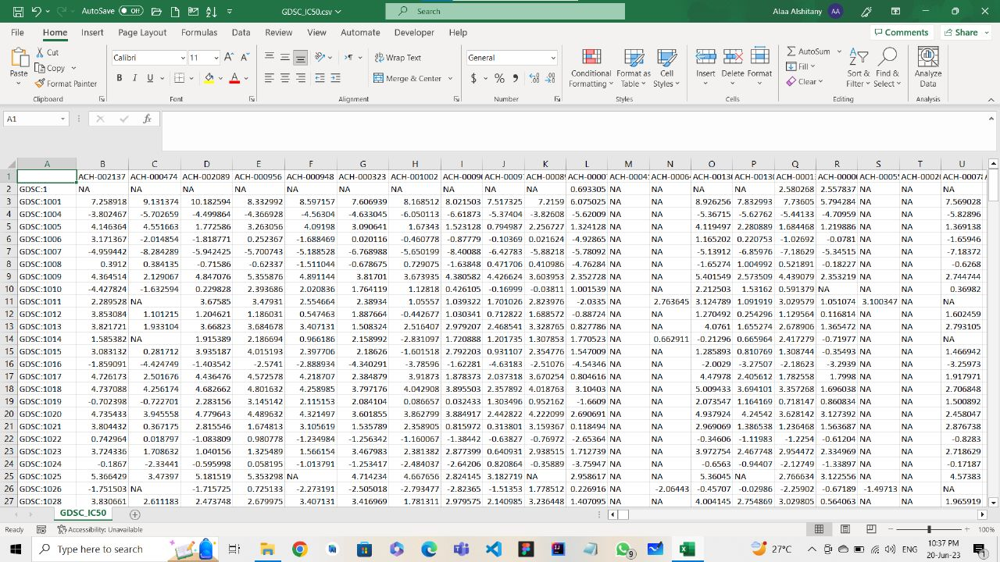 AutoSave Off GDSC_IC50.csv Search Alaa Alshitany AA
File Home Insert Page Layout Formulas Data Review View Automate Developer Help Comments Share
Paste Cut Copy Format Painter Clipboard
Calibri 11 A A B I U A Font
Wrap Text Merge & Center Alignment
General $ % Number
Conditional Formatting Format as Table Cell Styles Styles
Insert Delete Format Cells
AutoSum Fill Clear Sort & Filter Find & Select Editing
Analyze Data Analysis
A1 fx
A B C D E F G H I J K L M N O P Q R S T U
1 ACH-002137 ACH-000474 ACH-002089 ACH-000956 ACH-000948 ACH-000323 ACH-001002
2 GDSC:1 NA NA NA NA NA NA NA NA NA NA 0.693305 NA NA NA NA 2.580268 2.557837 NA NA NA
3 GDSC:1001 7.258918 9.131374 10.182594 8.332992 8.597157 7.606939 8.168512 8.021503 7.517325 7.2159 6.075025 NA NA 8.926256 7.832993 7.73605 5.794284 NA NA 7.569028
4 GDSC:1004 -3.802467 -5.702659 -4.499864 -4.366928 -4.56304 -4.633045 -6.050113 -6.61873 -5.37404 -3.82608 -5.62009 NA NA -5.36715 -5.62762 -5.44133 -4.70959 NA NA -5.82896
5 GDSC:1005 4.146364 4.551663 1.772586 3.263056 4.09198 3.090641 1.67343 1.523128 0.794987 2.256727 1.324128 NA NA 4.119497 2.280889 1.684468 1.219886 NA NA 1.369138
6 GDSC:1006 3.171367 -2.014854 -1.818771 0.252367 -1.688469 0.020116 -0.460778 -0.87779 -0.10369 0.021624 -4.92865 NA NA 1.165202 0.220753 -1.02692 -0.0781 NA NA -1.65946
7 GDSC:1007 -4.959442 -8.284289 -5.942425 -5.700743 -5.188528 -6.768988 -5.650199 -8.40088 -6.42783 -5.88218 -5.78092 NA NA -5.13912 -6.85976 -7.18629 -5.34515 NA NA -7.18372
8 GDSC:1008 0.3912 0.384135 -0.71586 -0.62337 -1.511044 -0.678675 0.729075 -1.63848 0.471706 0.410986 -4.76284 NA NA -1.65274 1.004992 0.521891 -0.18227 NA NA -0.6268
9 GDSC:1009 4.364514 2.129067 4.847076 5.355876 4.891144 3.81701 3.673935 4.380582 4.426624 3.603953 2.352728 NA NA 5.401549 2.573509 4.439079 2.353219 NA NA 2.744744
10 GDSC:1010 -4.427824 -1.632594 0.229828 2.393686 2.020836 1.764119 1.12818 0.426105 -0.16999 -0.03811 1.001539 NA NA 2.212503 1.53162 0.591379 NA NA NA 0.36982
11 GDSC:1011 2.289528 NA 3.67585 3.47931 2.554664 2.38934 1.05557 1.039322 1.701026 2.823976 -2.0335 NA 2.763645 3.124789 1.091919 3.029579 1.051074 3.100347 NA NA
12 GDSC:1012 3.853084 1.101215 1.204621 1.186031 0.547463 1.887664 -0.442677 1.030341 0.712822 1.688572 -0.88724 NA NA 1.270492 0.254296 1.129564 0.116814 NA NA 1.602459
13 GDSC:1013 3.821721 1.933104 3.66823 3.684678 3.407131 1.508324 2.516407 2.979207 2.468541 3.328765 0.827786 NA NA 4.0761 1.655274 2.678906 1.365472 NA NA 2.793105
14 GDSC:1014 1.585382 NA 1.915389 2.186694 0.966186 2.158992 -2.831097 1.720888 1.201735 1.307853 1.770523 NA 0.662911 -0.21296 0.665964 2.417279 -0.71977 NA NA NA
15 GDSC:1015 3.083132 0.281712 3.935187 4.015193 2.397706 2.18626 -1.601518 2.792203 0.931107 2.354776 1.547009 NA NA 1.285893 0.810769 1.308744 -0.35493 NA NA 1.466942
16 GDSC:1016 -1.859091 -4.424749 -1.403542 -2.5741 -2.888934 -4.340291 -3.78596 -1.62281 -4.63183 -2.51076 -4.54346 NA NA -2.0029 -3.27507 -2.18623 -3.2939 NA NA -3.25973
17 GDSC:1017 4.726173 2.501676 4.436476 4.572578 4.218707 2.384879 3.91873 1.878373 2.037318 3.670254 0.804616 NA NA 4.47978 2.405612 1.782558 1.7998 NA NA 1.917971
18 GDSC:1018 4.737088 4.256174 4.682662 4.801632 4.258985 3.797176 4.042908 3.895503 2.357892 4.018763 3.10403 NA NA 5.009433 3.694101 3.357268 1.696038 NA NA 2.706848
19 GDSC:1019 -0.702398 -0.722701 2.283156 3.145142 2.115153 2.084104 0.086657 0.032433 1.303496 0.952162 -1.6609 NA NA 2.073547 1.164169 0.718147 0.860834 NA NA 1.500892
20 GDSC:1020 4.735433 3.945558 4.779643 4.489632 4.321497 3.601855 3.862799 3.884917 2.442822 4.222099 2.690691 NA NA 4.937924 4.24542 3.628142 3.127392 NA NA 2.458047
21 GDSC:1021 3.804432 0.367175 2.815546 1.674813 3.105619 1.535789 2.358905 0.815972 0.313801 3.159367 0.118494 NA NA 2.969069 1.386538 1.236468 1.563687 NA NA 2.876738
22 GDSC:1022 0.742964 0.018797 -1.083809 0.980778 -1.234984 -1.256342 -1.160067 -1.38442 -0.63827 -0.76972 -2.65364 NA NA -0.34606 -1.11983 -1.2254 -0.61204 NA NA -0.8283
23 GDSC:1023 3.724336 1.708632 1.040156 1.325489 1.566154 3.467983 2.381382 2.877399 0.640931 2.938515 1.712739 NA NA 3.972754 2.467748 2.954472 2.334969 NA NA 2.718629
24 GDSC:1024 -0.1867 -2.33441 -0.595998 0.058195 -1.013791 -1.253417 -2.484037 -2.64206 0.820864 -0.35889 -3.75947 NA NA -0.6563 -0.94407 -2.12749 -1.33897 NA NA -0.17187
25 GDSC:1025 5.366429 3.47397 5.181519 5.353298 NA 4.714234 4.667656 2.824145 3.182719 NA 2.958617 NA NA 5.36045 NA 2.766634 3.122556 NA NA 4.57383
26 GDSC:1026 -1.751503 NA -1.715725 0.725133 -2.273191 -2.505018 -2.793477 -2.82365 -1.51353 1.778512 0.226916 NA -2.06443 -0.45707 -0.02986 -2.25902 -0.67189 -1.49713 NA NA
27 GDSC:1028 3.830661 2.611183 2.473748 2.679975 3.407131 3.416969 1.781311 2.979575 2.140985 3.236448 1.407095 NA NA 4.004145 2.754869 3.029805 0.564063 NA NA 1.965919
GDSC_IC50
Ready Accessibility: Unavailable 100%
Type here to search 9 27°C ENG 10:37 PM
20-Jun-23 1